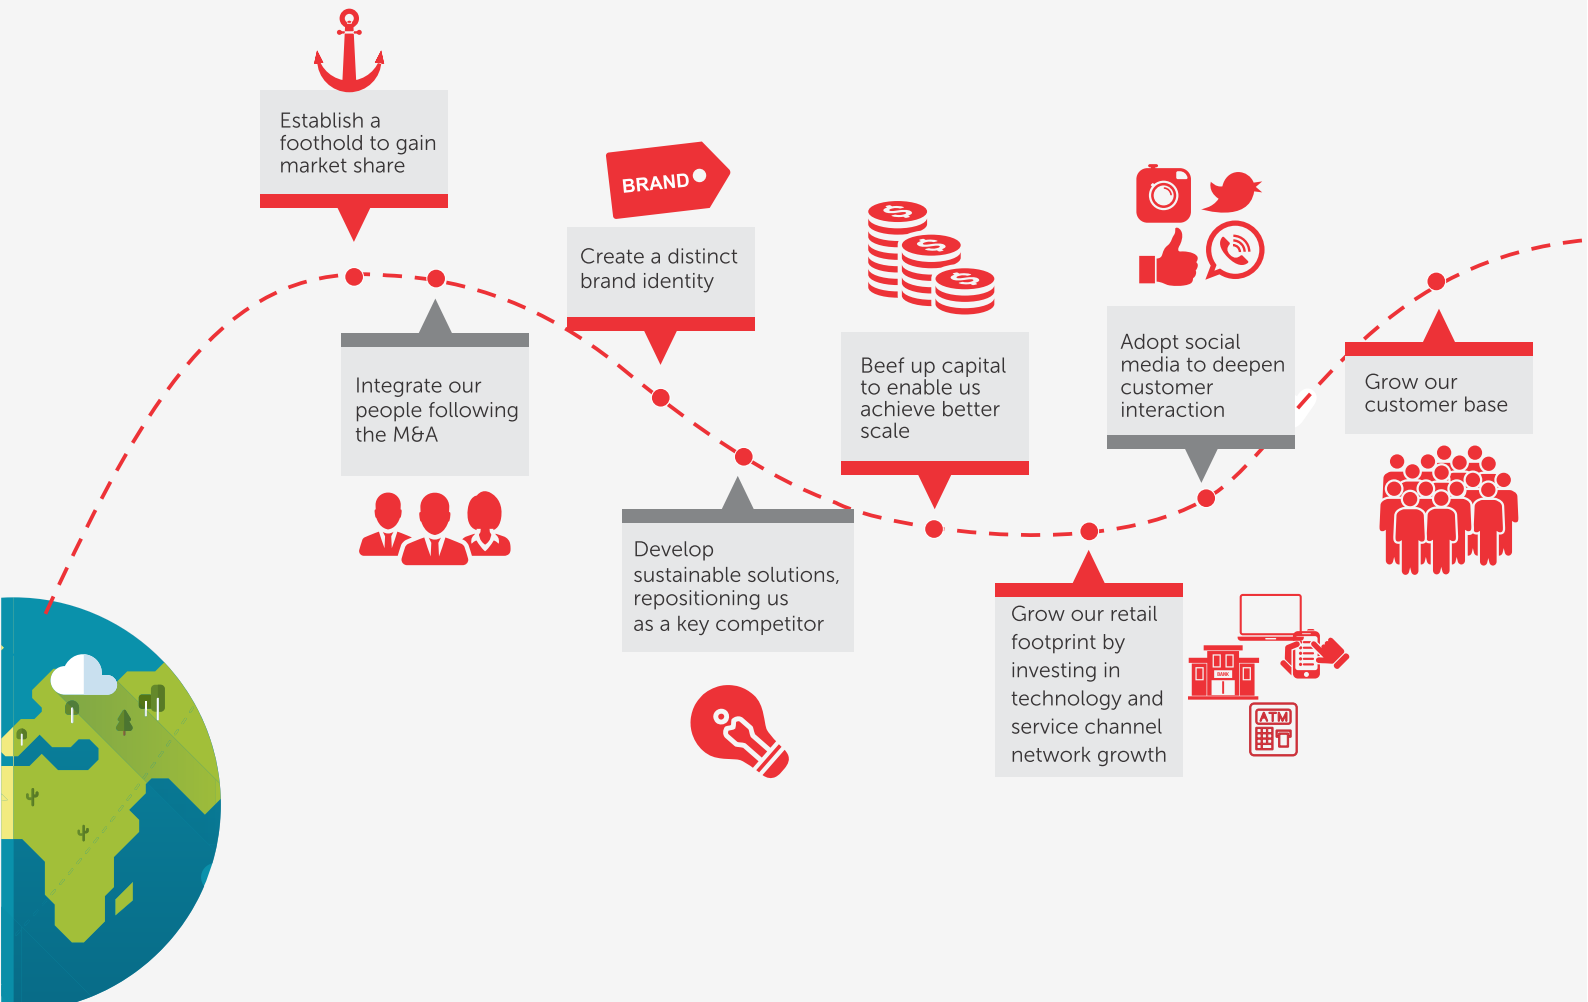 Establish a
foothold to gain
market share
Integrate our
people following
the M&A
BRAND
Create a distinct
brand identity
Develop
sustainable solutions,
repositioning us
as a key competitor
Beef up capital
to enable us
achieve better
scale
Grow our retail
footprint by
investing in
technology and
service channel
network growth
BANK
ATM
Adopt social
media to deepen
customer
interaction
Grow our
customer base